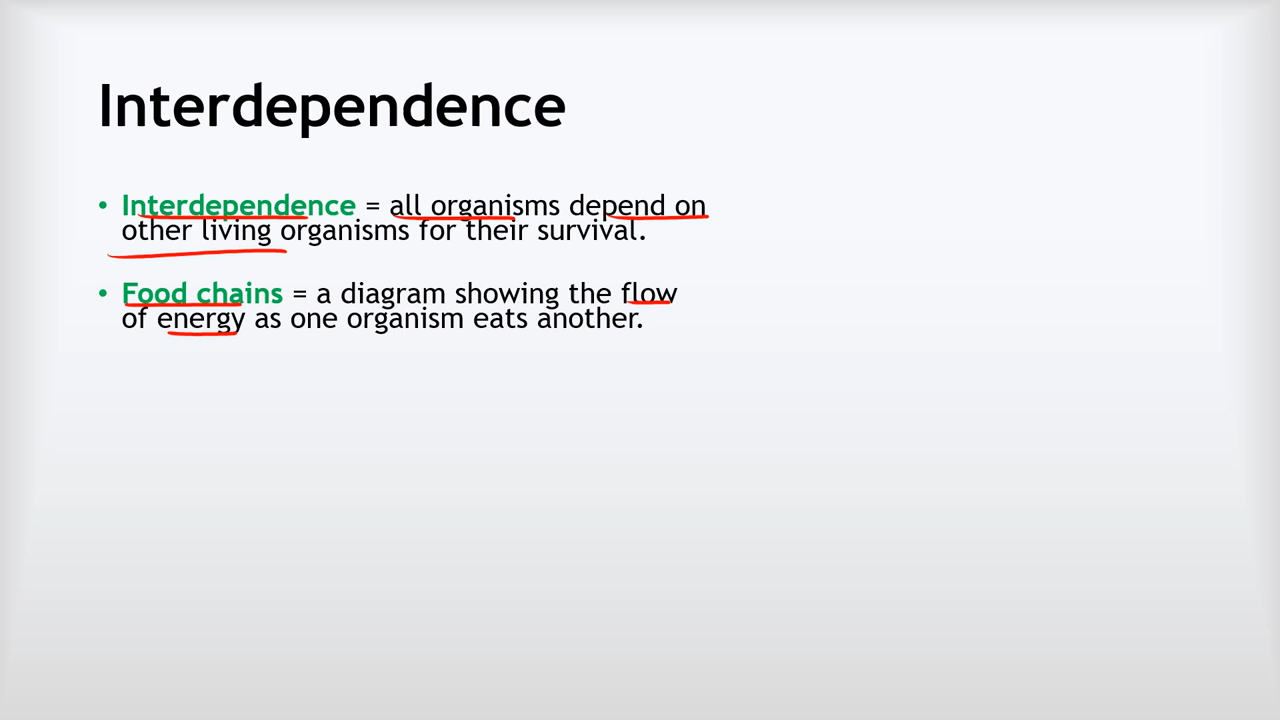 Interdependence
• Interdependence = all organisms depend on
other living organisms for their survival.
• Food chains = a diagram showing the flow
of energy as one organism eats another.